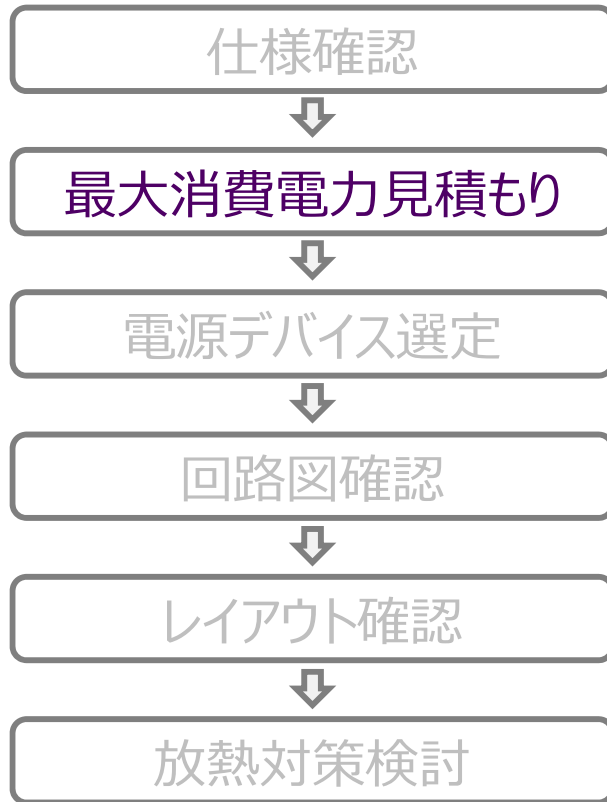 仕様確認
最大消費電力見積もり
電源デバイス選定
回路図確認
レイアウト確認
放熱対策検討